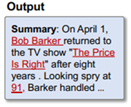 Output
Summary: On April 1,
Bob Barker returned
to the TV show "The Price
Is Right" after eight
years . Looking spry at
91, Barker handled ...